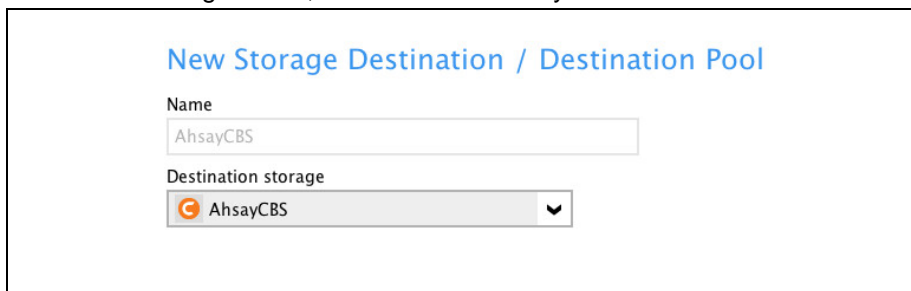 New Storage Destination / Destination Pool
Name
AhsayCBS
Destination storage
AhsayCBS